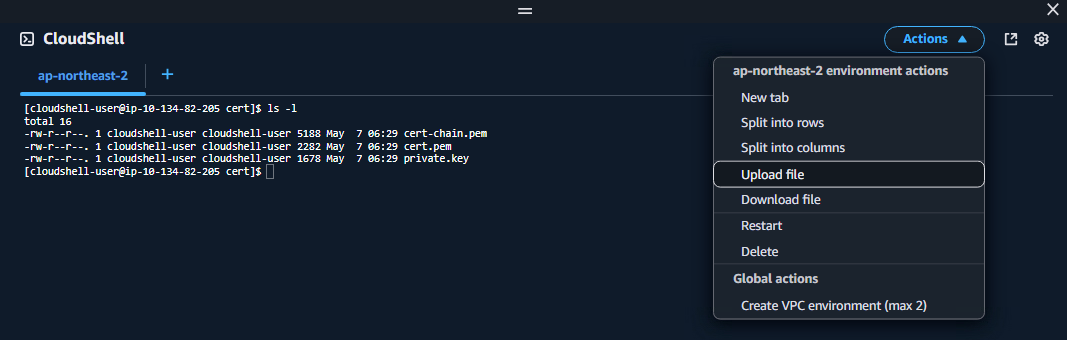 CloudShell
Actions
ap-northeast-2
+
[cloudshell-user@ip-10-134-82-205 cert]$ ls -l
total 16
-rw-r--r--. 1 cloudshell-user cloudshell-user 5188 May  7 06:29 cert-chain.pem
-rw-r--r--. 1 cloudshell-user cloudshell-user 2282 May  7 06:29 cert.pem
-rw-r--r--. 1 cloudshell-user cloudshell-user 1678 May  7 06:29 private.key
[cloudshell-user@ip-10-134-82-205 cert]$
ap-northeast-2 environment actions
New tab
Split into rows
Split into columns
Upload file
Download file
Restart
Delete
Global actions
Create VPC environment (max 2)